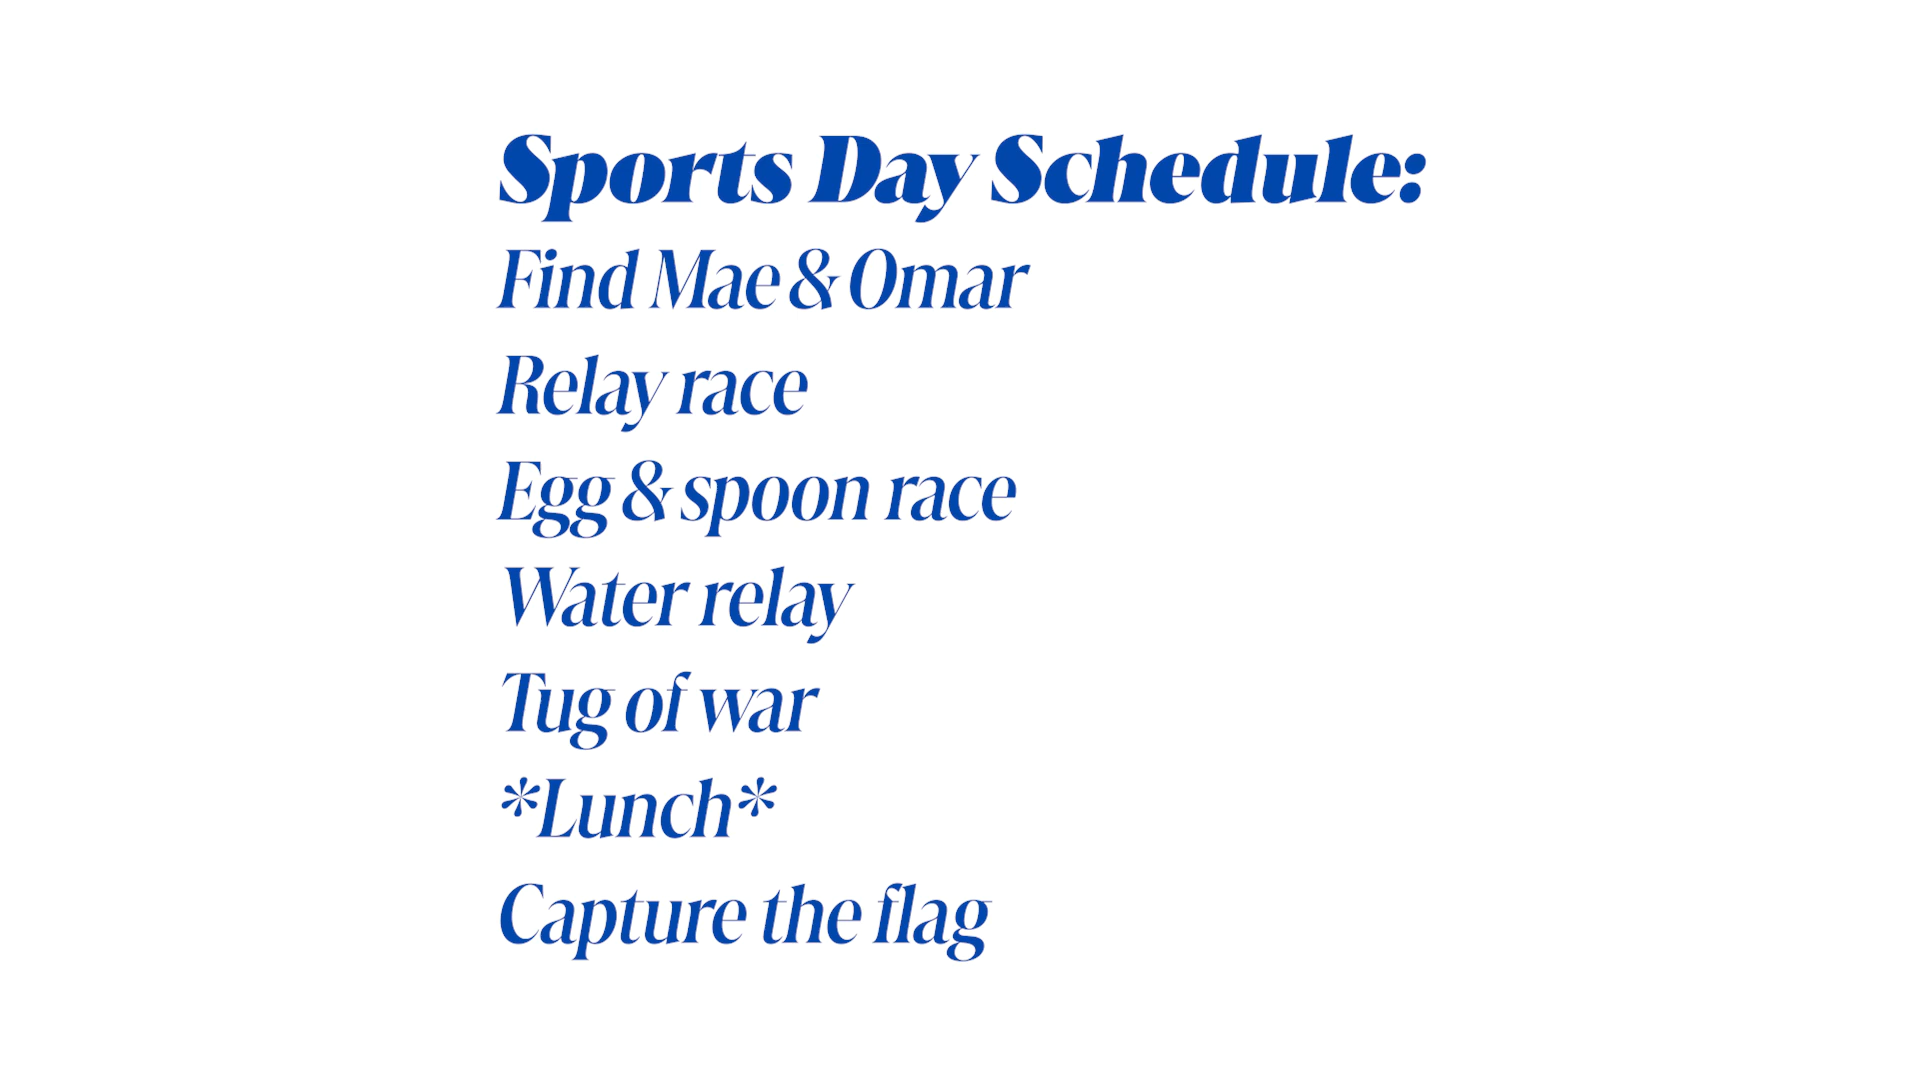 Sports Day Schedule:
Find Mae & Omar
Relay race
Egg & spoon race
Water relay
Tug of war
*Lunch*
Capture the flag